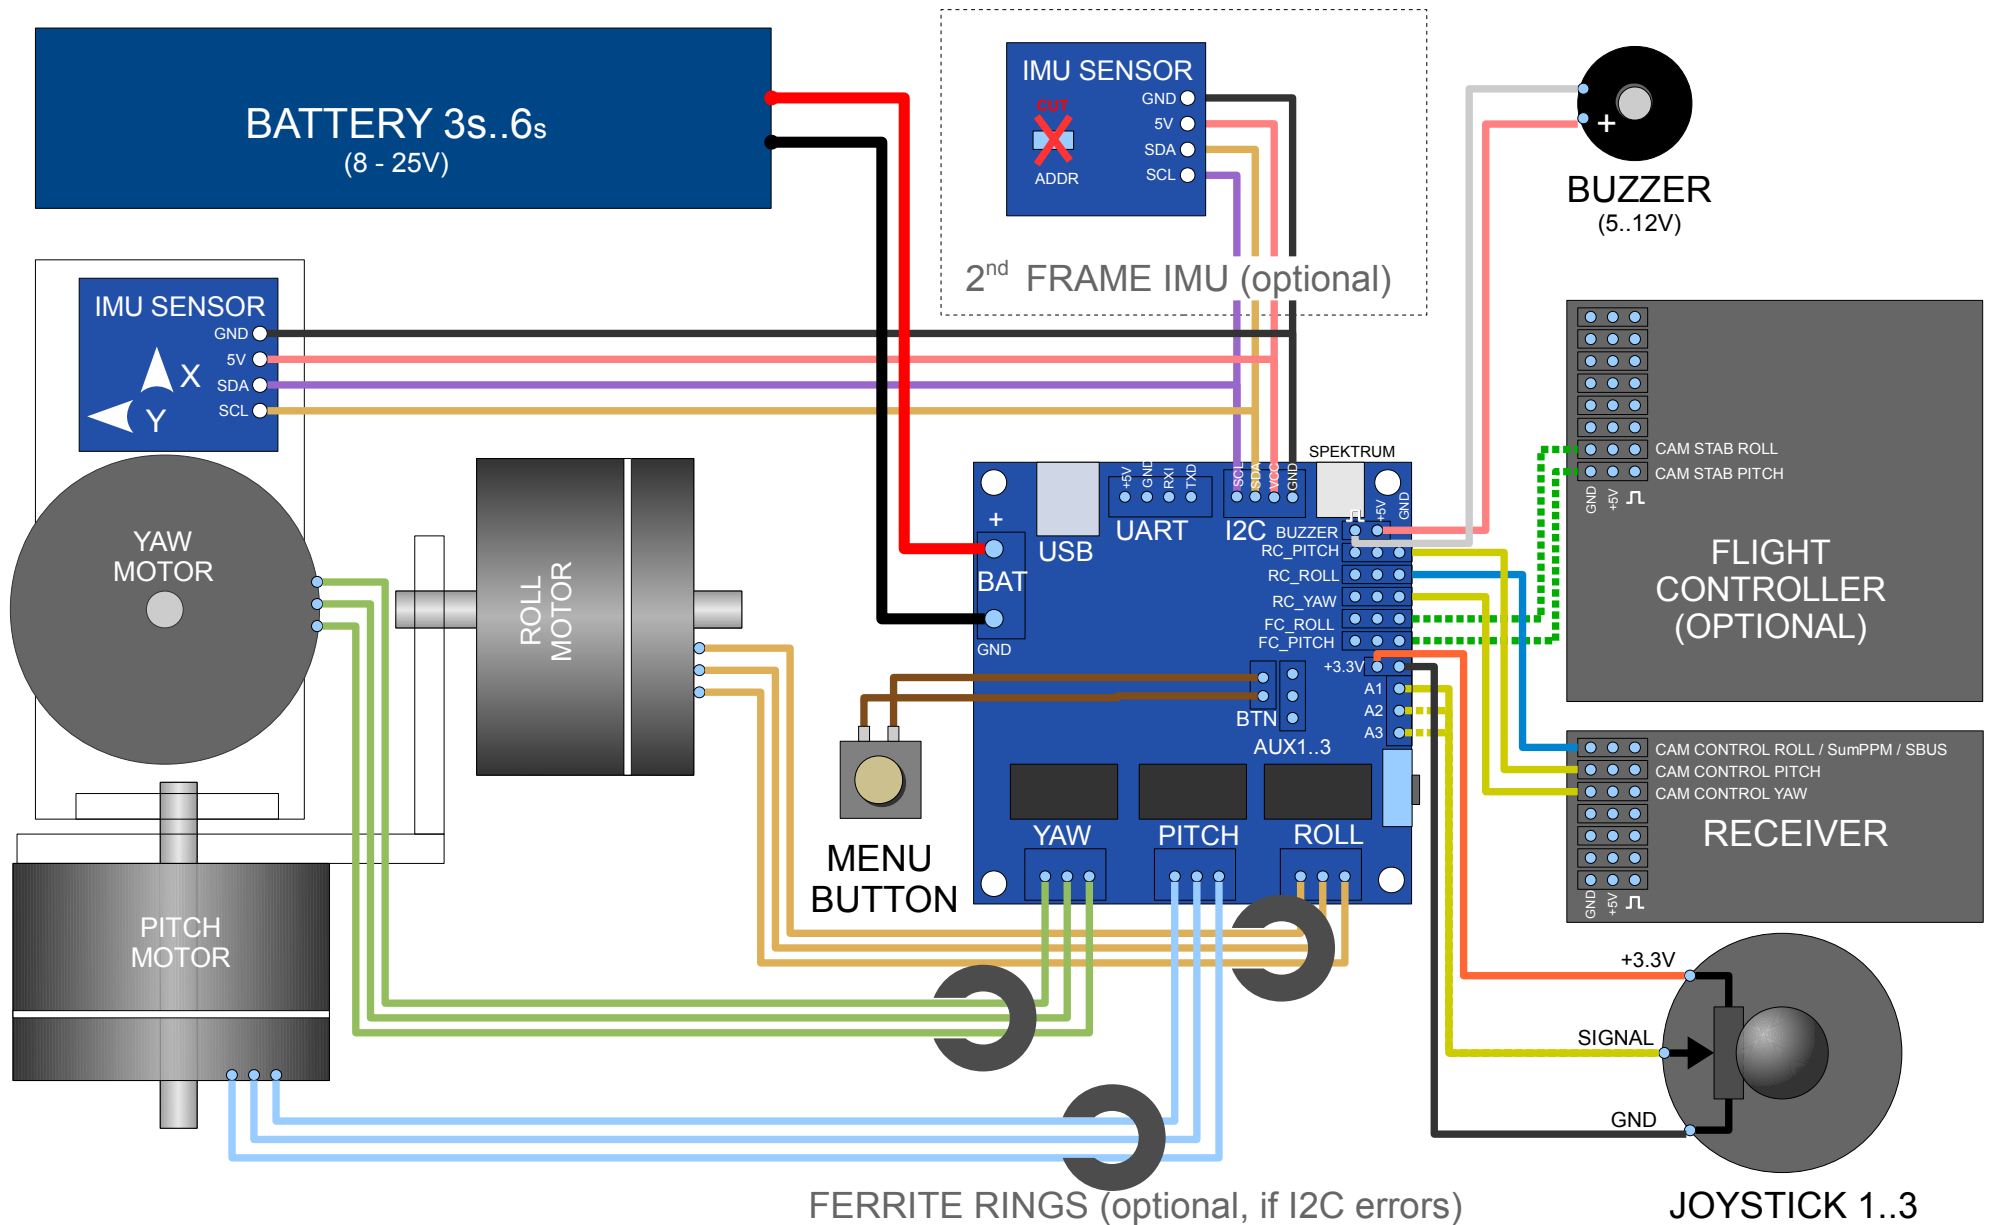 BATTERY 3s..6s
(8 - 25V)
IMU SENSOR
GND
5V
SDA
SCL
CUT
ADDR
2nd FRAME IMU (optional)
+
BUZZER
(5..12V)
IMU SENSOR
GND
5V
SDA
SCL
X
Y
YAW
MOTOR
ROLL
MOTOR
PITCH
MOTOR
MENU
BUTTON
SPEKTRUM
+
BAT
GND
USB
+5V
GND
RXI
TXD
UART
SCL
SDA
VCC
GND
I2C
+5V
GND
BUZZER
RC_PITCH
RC_ROLL
RC_YAW
FC_ROLL
FC_PITCH
+3.3V
A1
A2
A3
BTN
AUX1..3
YAW
PITCH
ROLL
CAM STAB ROLL
CAM STAB PITCH
GND
+5V
FLIGHT
CONTROLLER
(OPTIONAL)
CAM CONTROL ROLL / SumPPM / SBUS
CAM CONTROL PITCH
CAM CONTROL YAW
RECEIVER
GND
+5V
+3.3V
SIGNAL
GND
JOYSTICK 1..3
FERRITE RINGS (optional, if I2C errors)